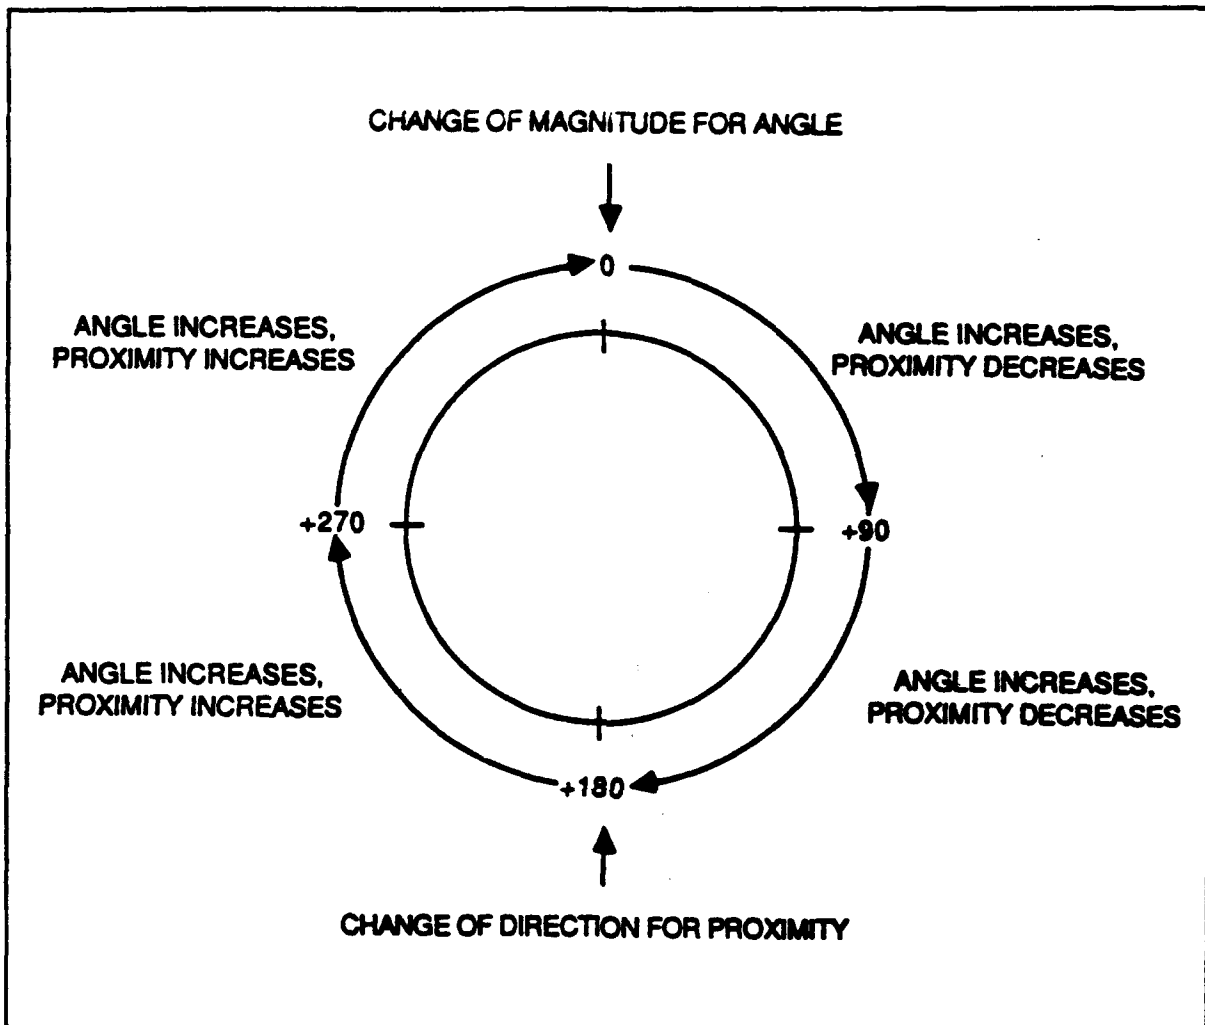 CHANGE OF MAGNITUDE FOR ANGLE
0
ANGLE INCREASES,
PROXIMITY INCREASES
ANGLE INCREASES,
PROXIMITY DECREASES
+270
+90
ANGLE INCREASES,
PROXIMITY INCREASES
ANGLE INCREASES,
PROXIMITY DECREASES
+180
CHANGE OF DIRECTION FOR PROXIMITY